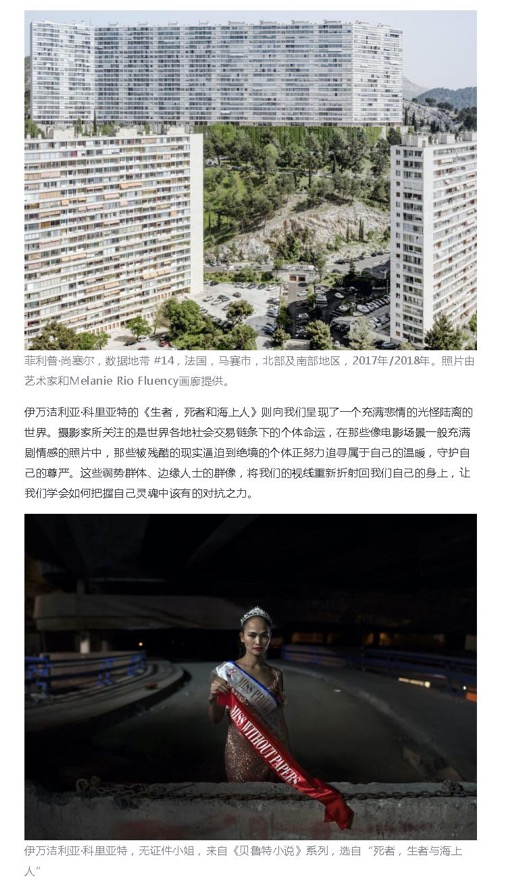 菲利普·尚塞尔，数据地带 #14，法国，马赛市，北部及南部地区，2017年/2018年。照片由
艺术家和Melanie Rio Fluency画廊提供。
伊万洁利亚·科里亚特的《生者，死者和海上人》则向我们呈现了一个充满悲情的光怪陆离的
世界。摄影家所关注的是世界各地社会交易链条下的个体命运，在那些像电影场景一般充满
剧情感的照片中，那些被残酷的现实逼迫到绝境的个体正努力追寻属于自己的温暖，守护自
己的尊严。这些弱势群体、边缘人士的群像，将我们的视线重新折射回我们自己的身上，让
我们学会如何把握自己灵魂中该有的对抗之力。
MISS
MISS WITHOUT PAPERS
伊万洁利亚·科里亚特，无证件小姐，来自《贝鲁特小说》系列，选自“死者，生者与海上
人”